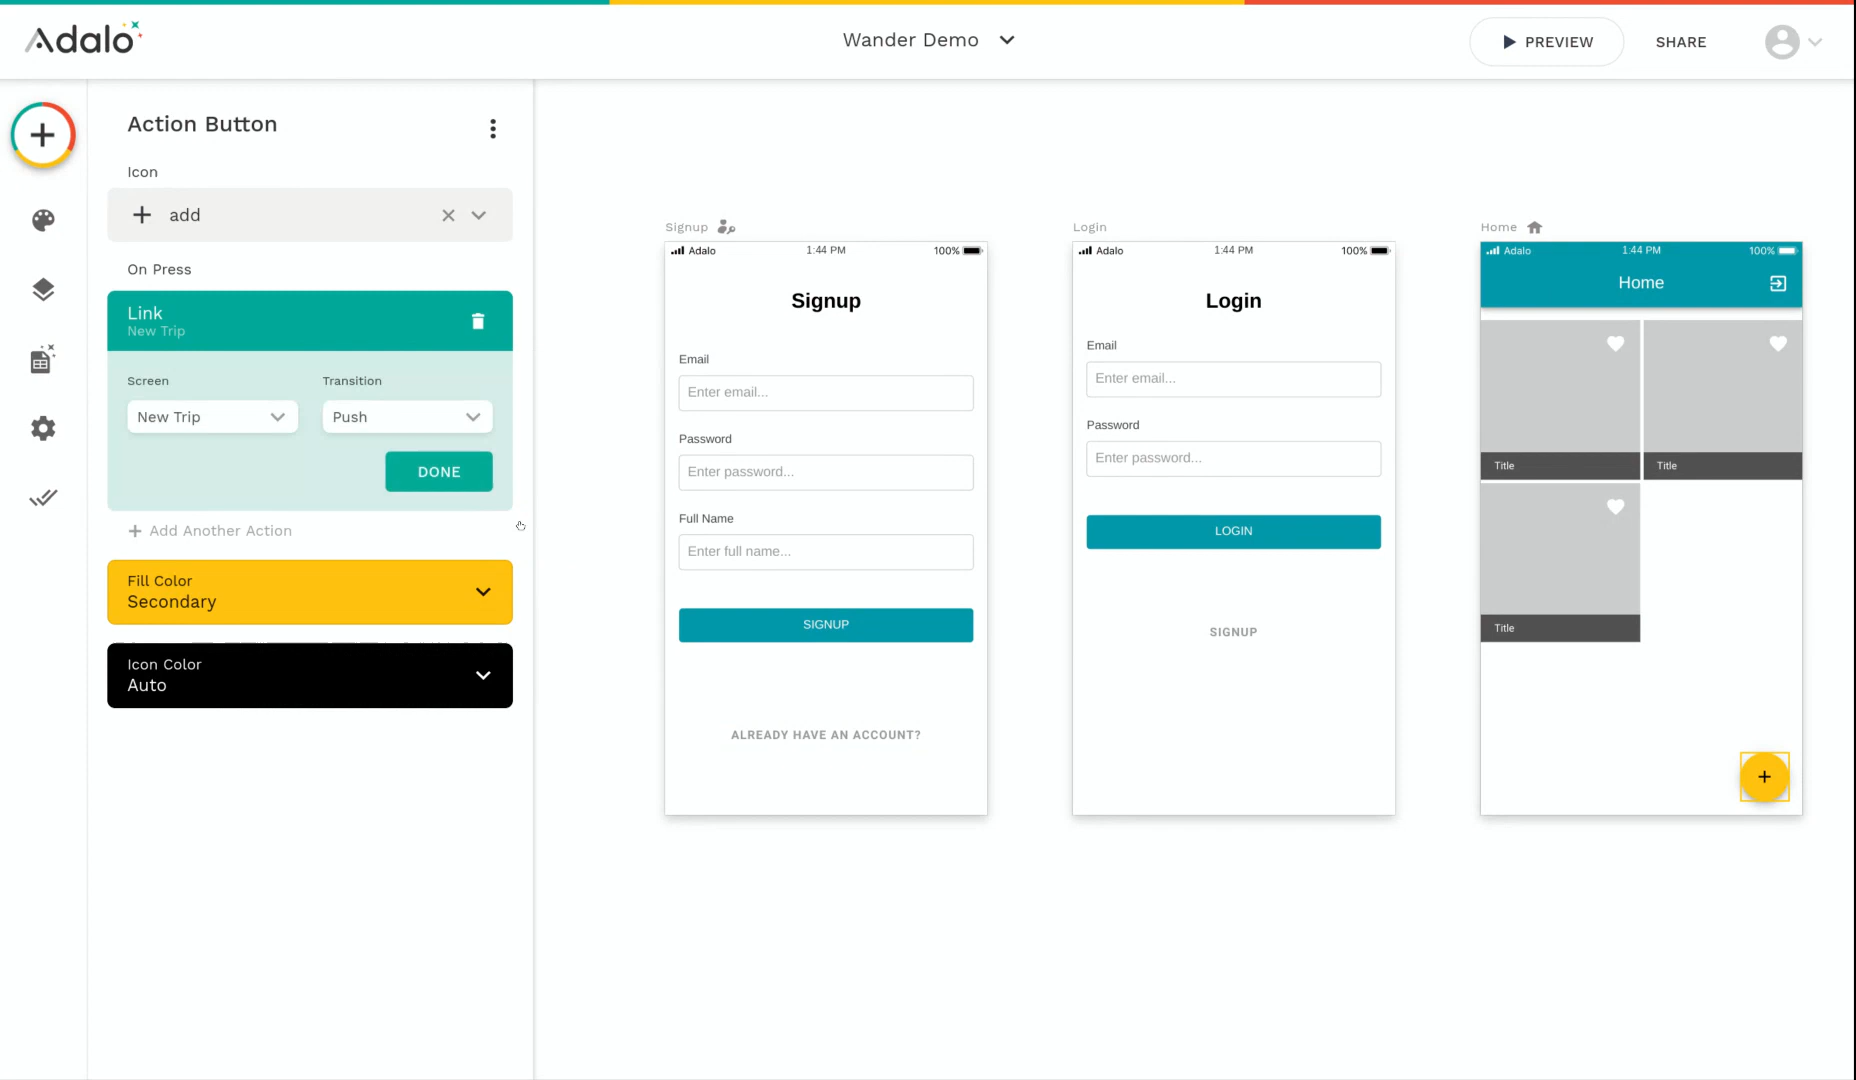 Adalo
Wander Demo
PREVIEW
SHARE
Action Button
Icon
add
On Press
Link
New Trip
Screen
Transition
New Trip
Push
DONE
Add Another Action
Fill Color
Secondary
Icon Color
Auto
Signup
Adalo
1:44 PM
100%
Signup
Email
Enter email...
Password
Enter password...
Full Name
Enter full name...
SIGNUP
ALREADY HAVE AN ACCOUNT?
Login
Adalo
1:44 PM
100%
Login
Email
Enter email...
Password
Enter password...
LOGIN
SIGNUP
Home
Adalo
1:44 PM
100%
Home
Title
Title
Title